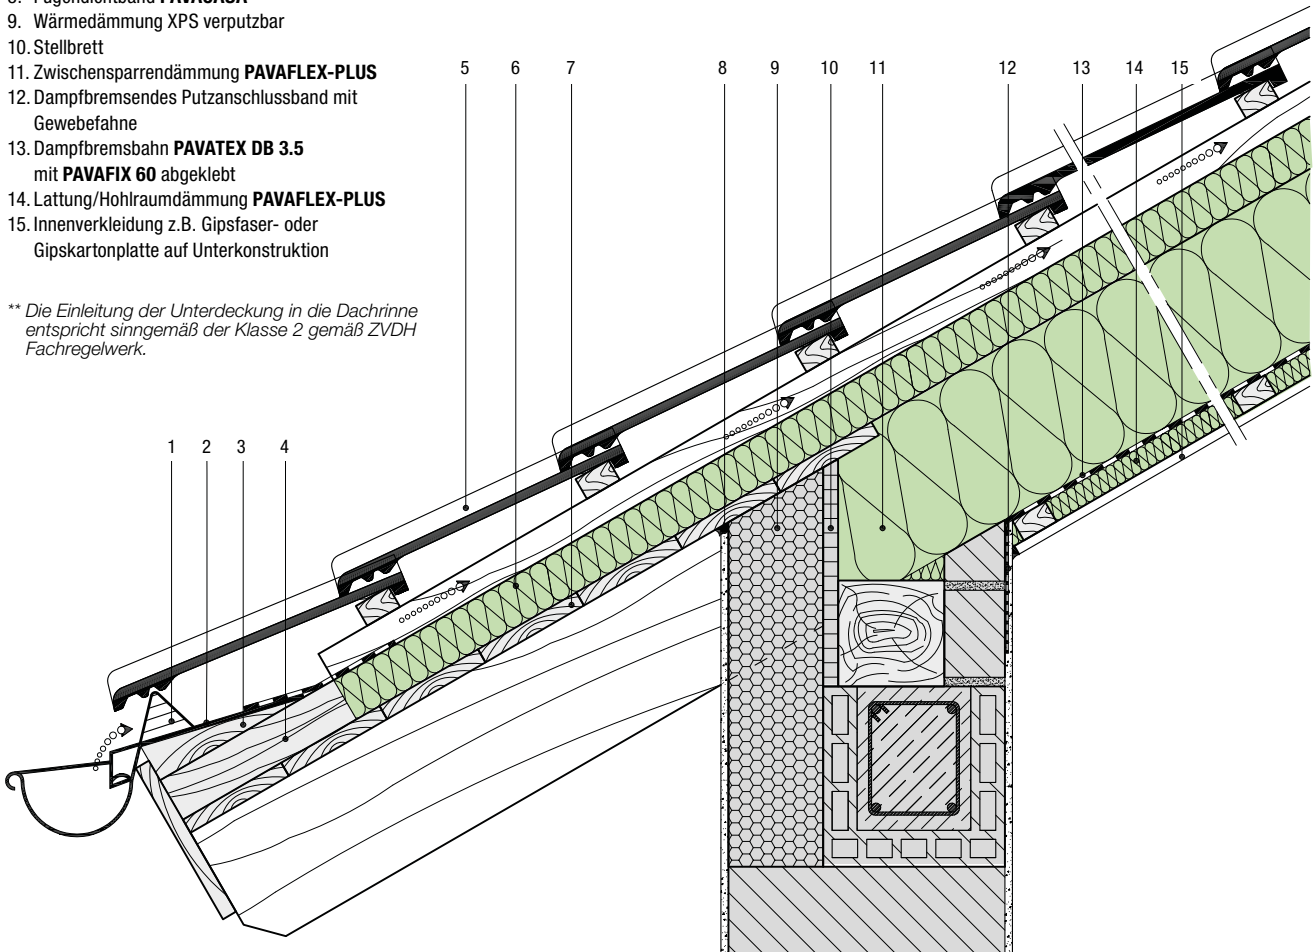 8. Fugendichtband PAVACASA
9. Wärmedämmung XPS verputzbar
10. Stellbrett
11. Zwischensparrendämmung PAVAFLEX-PLUS
12. Dampfbremsendes Putzanschlussband mit
Gewebefahne
13. Dampfbremsbahn PAVATEX DB 3.5
mit PAVAFIX 60 abgeklebt
14. Lattung/Hohlraumdämmung PAVAFLEX-PLUS
15. Innenverkleidung z.B. Gipsfaser- oder
Gipskartonplatte auf Unterkonstruktion
** Die Einleitung der Unterdeckung in die Dachrinne
entspricht sinngemäß der Klasse 2 gemäß ZVDH
Fachregelwerk.
5 6 7 8 9 10 11 12 13 14 15
1 2 3 4